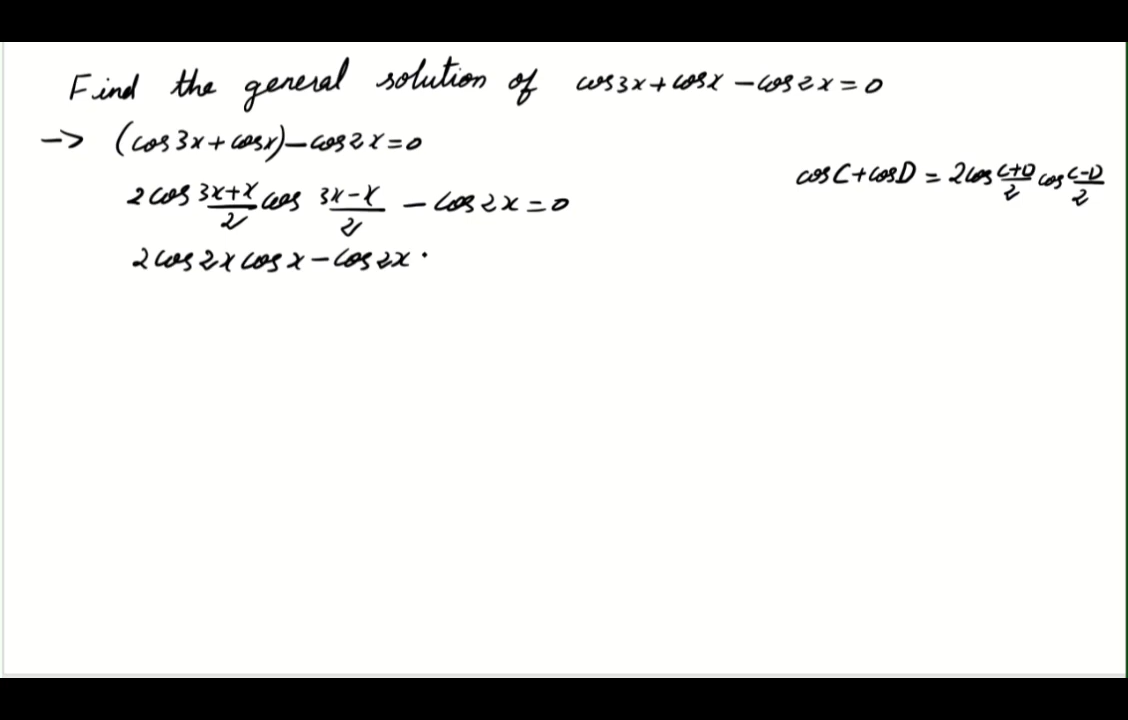 Find the general solution of cos3x+cosx-cos2x=0
-> (cos3x+cosx)-cos2x=0
cosC+cosD = 2cos (C+D)/2 cos (C-D)/2
2cos (3x+x)/2 cos (3x-x)/2 - cos2x=0
2cos2x cosx - cos2x